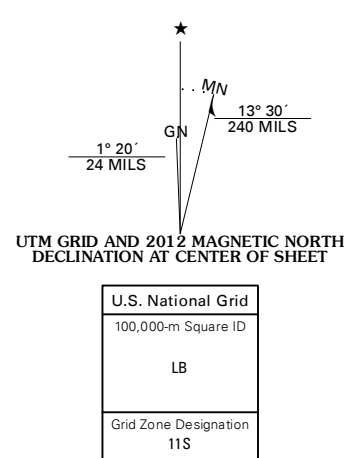 ★
MN
GN
13° 30´
240 MILS
1° 20´
24 MILS
UTM GRID AND 2012 MAGNETIC NORTH
DECLINATION AT CENTER OF SHEET
U.S. National Grid
100,000-m Square ID
LB
Grid Zone Designation
11S